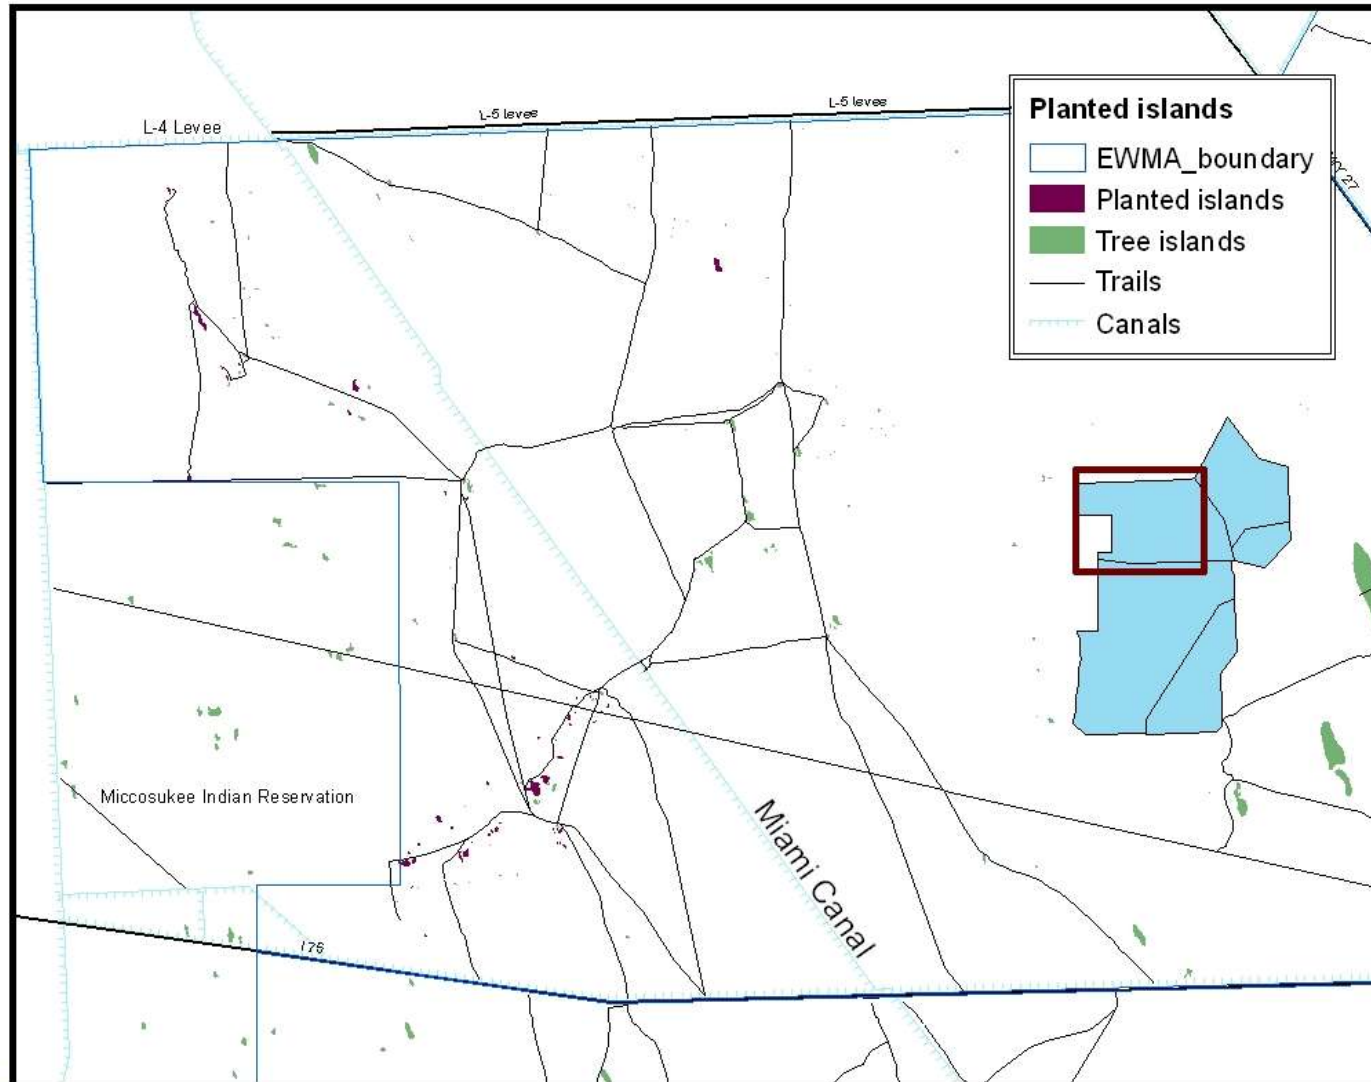 L-4 Levee
L-5 levee
L-5 levee
Planted islands
EWMA_boundary
Planted islands
Tree islands
Trails
Canals
27
Miccosukee Indian Reservation
Miami Canal
I 75